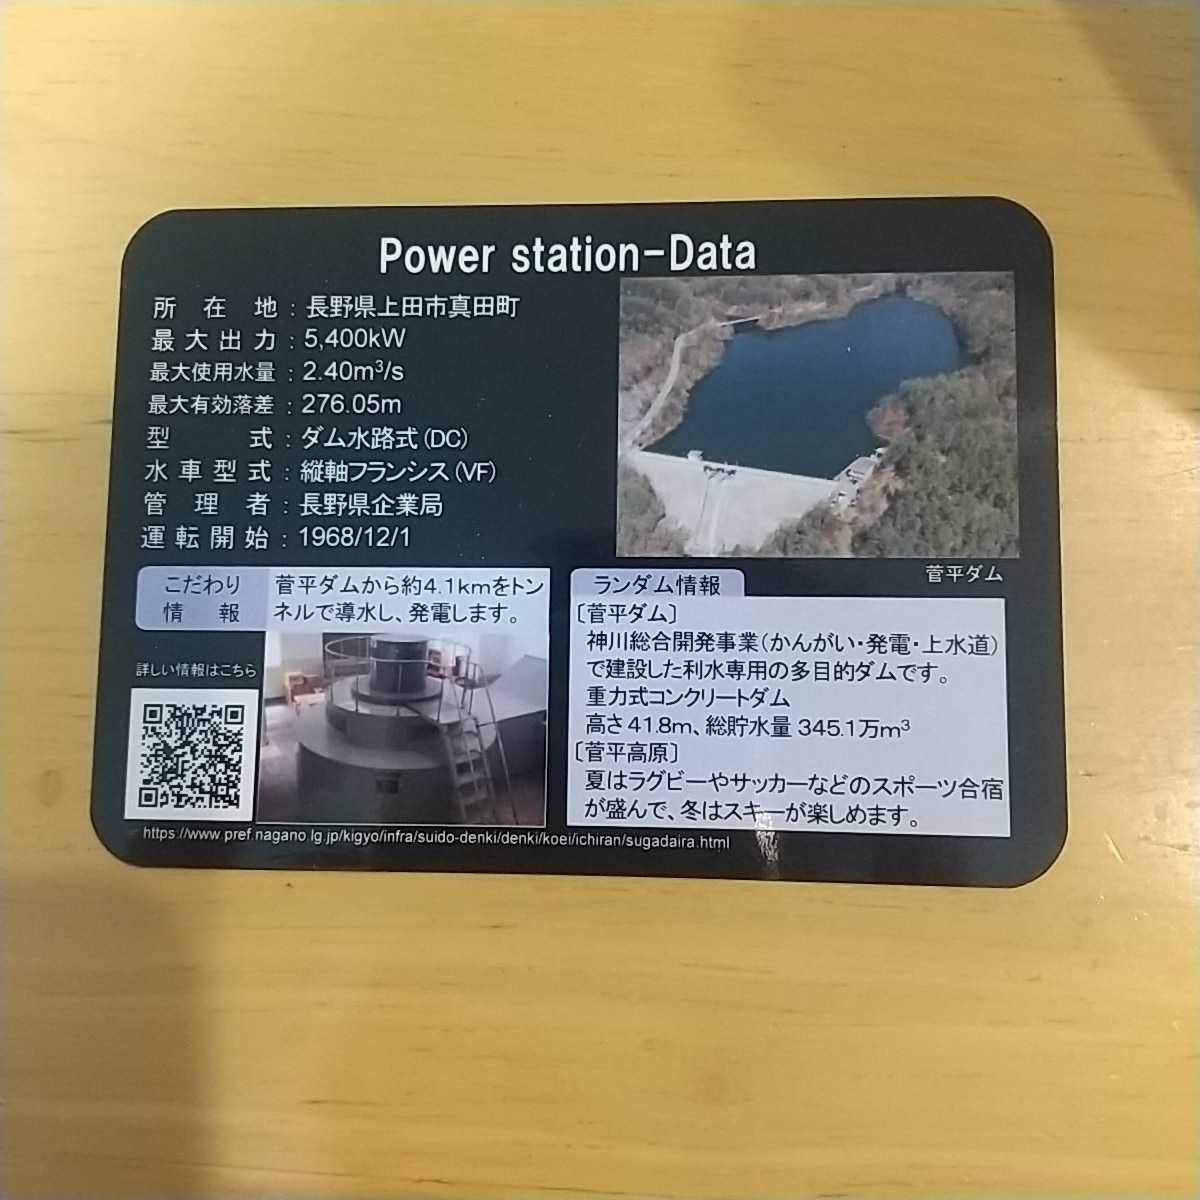 Power station-Data
所在地：長野県上田市真田町
最大出力：5,400kW
最大使用水量：2.40m³/s
最大有効落差：276.05m
型式：ダム水路式(DC)
水車型式：縦軸フランシス(VF)
管理者：長野県企業局
運転開始：1968/12/1
菅平ダム
こだわり
情報
菅平ダムから約4.1kmをトン
ネルで導水し、発電します。
詳しい情報はこちら
https://www.pref.nagano.lg.jp/kigyo/infra/suido-denki/denki/koei/ichiran/sugadaira.html
ランダム情報
［菅平ダム］
神川総合開発事業(かんがい・発電・上水道)
で建設した利水専用の多目的ダムです。
重力式コンクリートダム
高さ41.8m、総貯水量345.1万m³
［菅平高原］
夏はラグビーやサッカーなどのスポーツ合宿
が盛んで、冬はスキーが楽しめます。